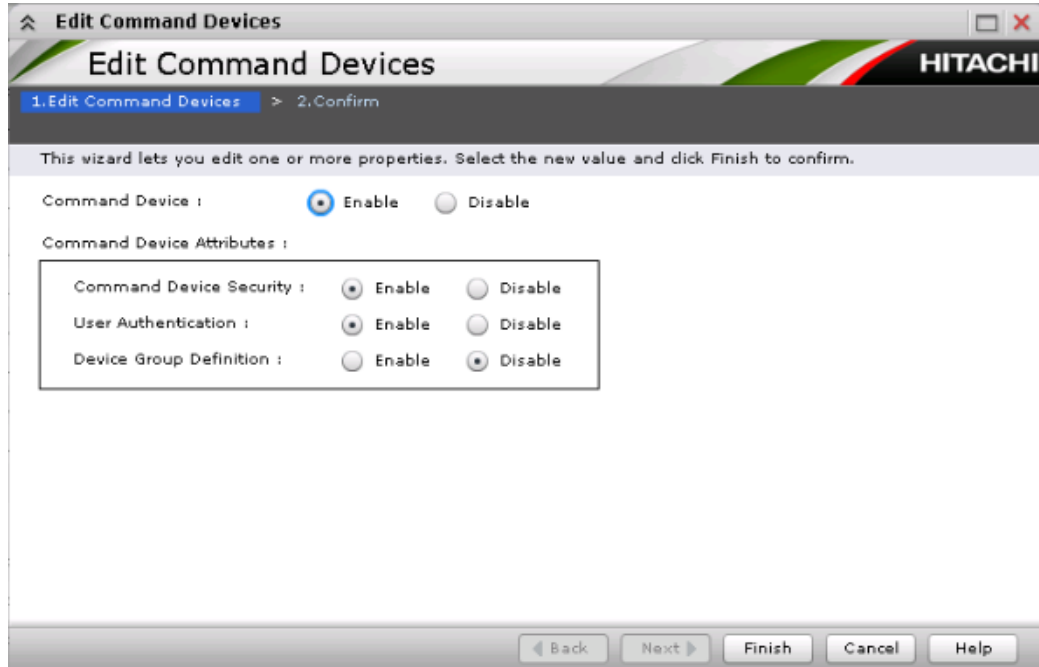 Edit Command Devices
Edit Command Devices
HITACHI
1.Edit Command Devices > 2.Confirm
This wizard lets you edit one or more properties. Select the new value and click Finish to confirm.
Command Device : Enable Disable
Command Device Attributes :
Command Device Security : Enable Disable
User Authentication : Enable Disable
Device Group Definition : Enable Disable
Back Next Finish Cancel Help